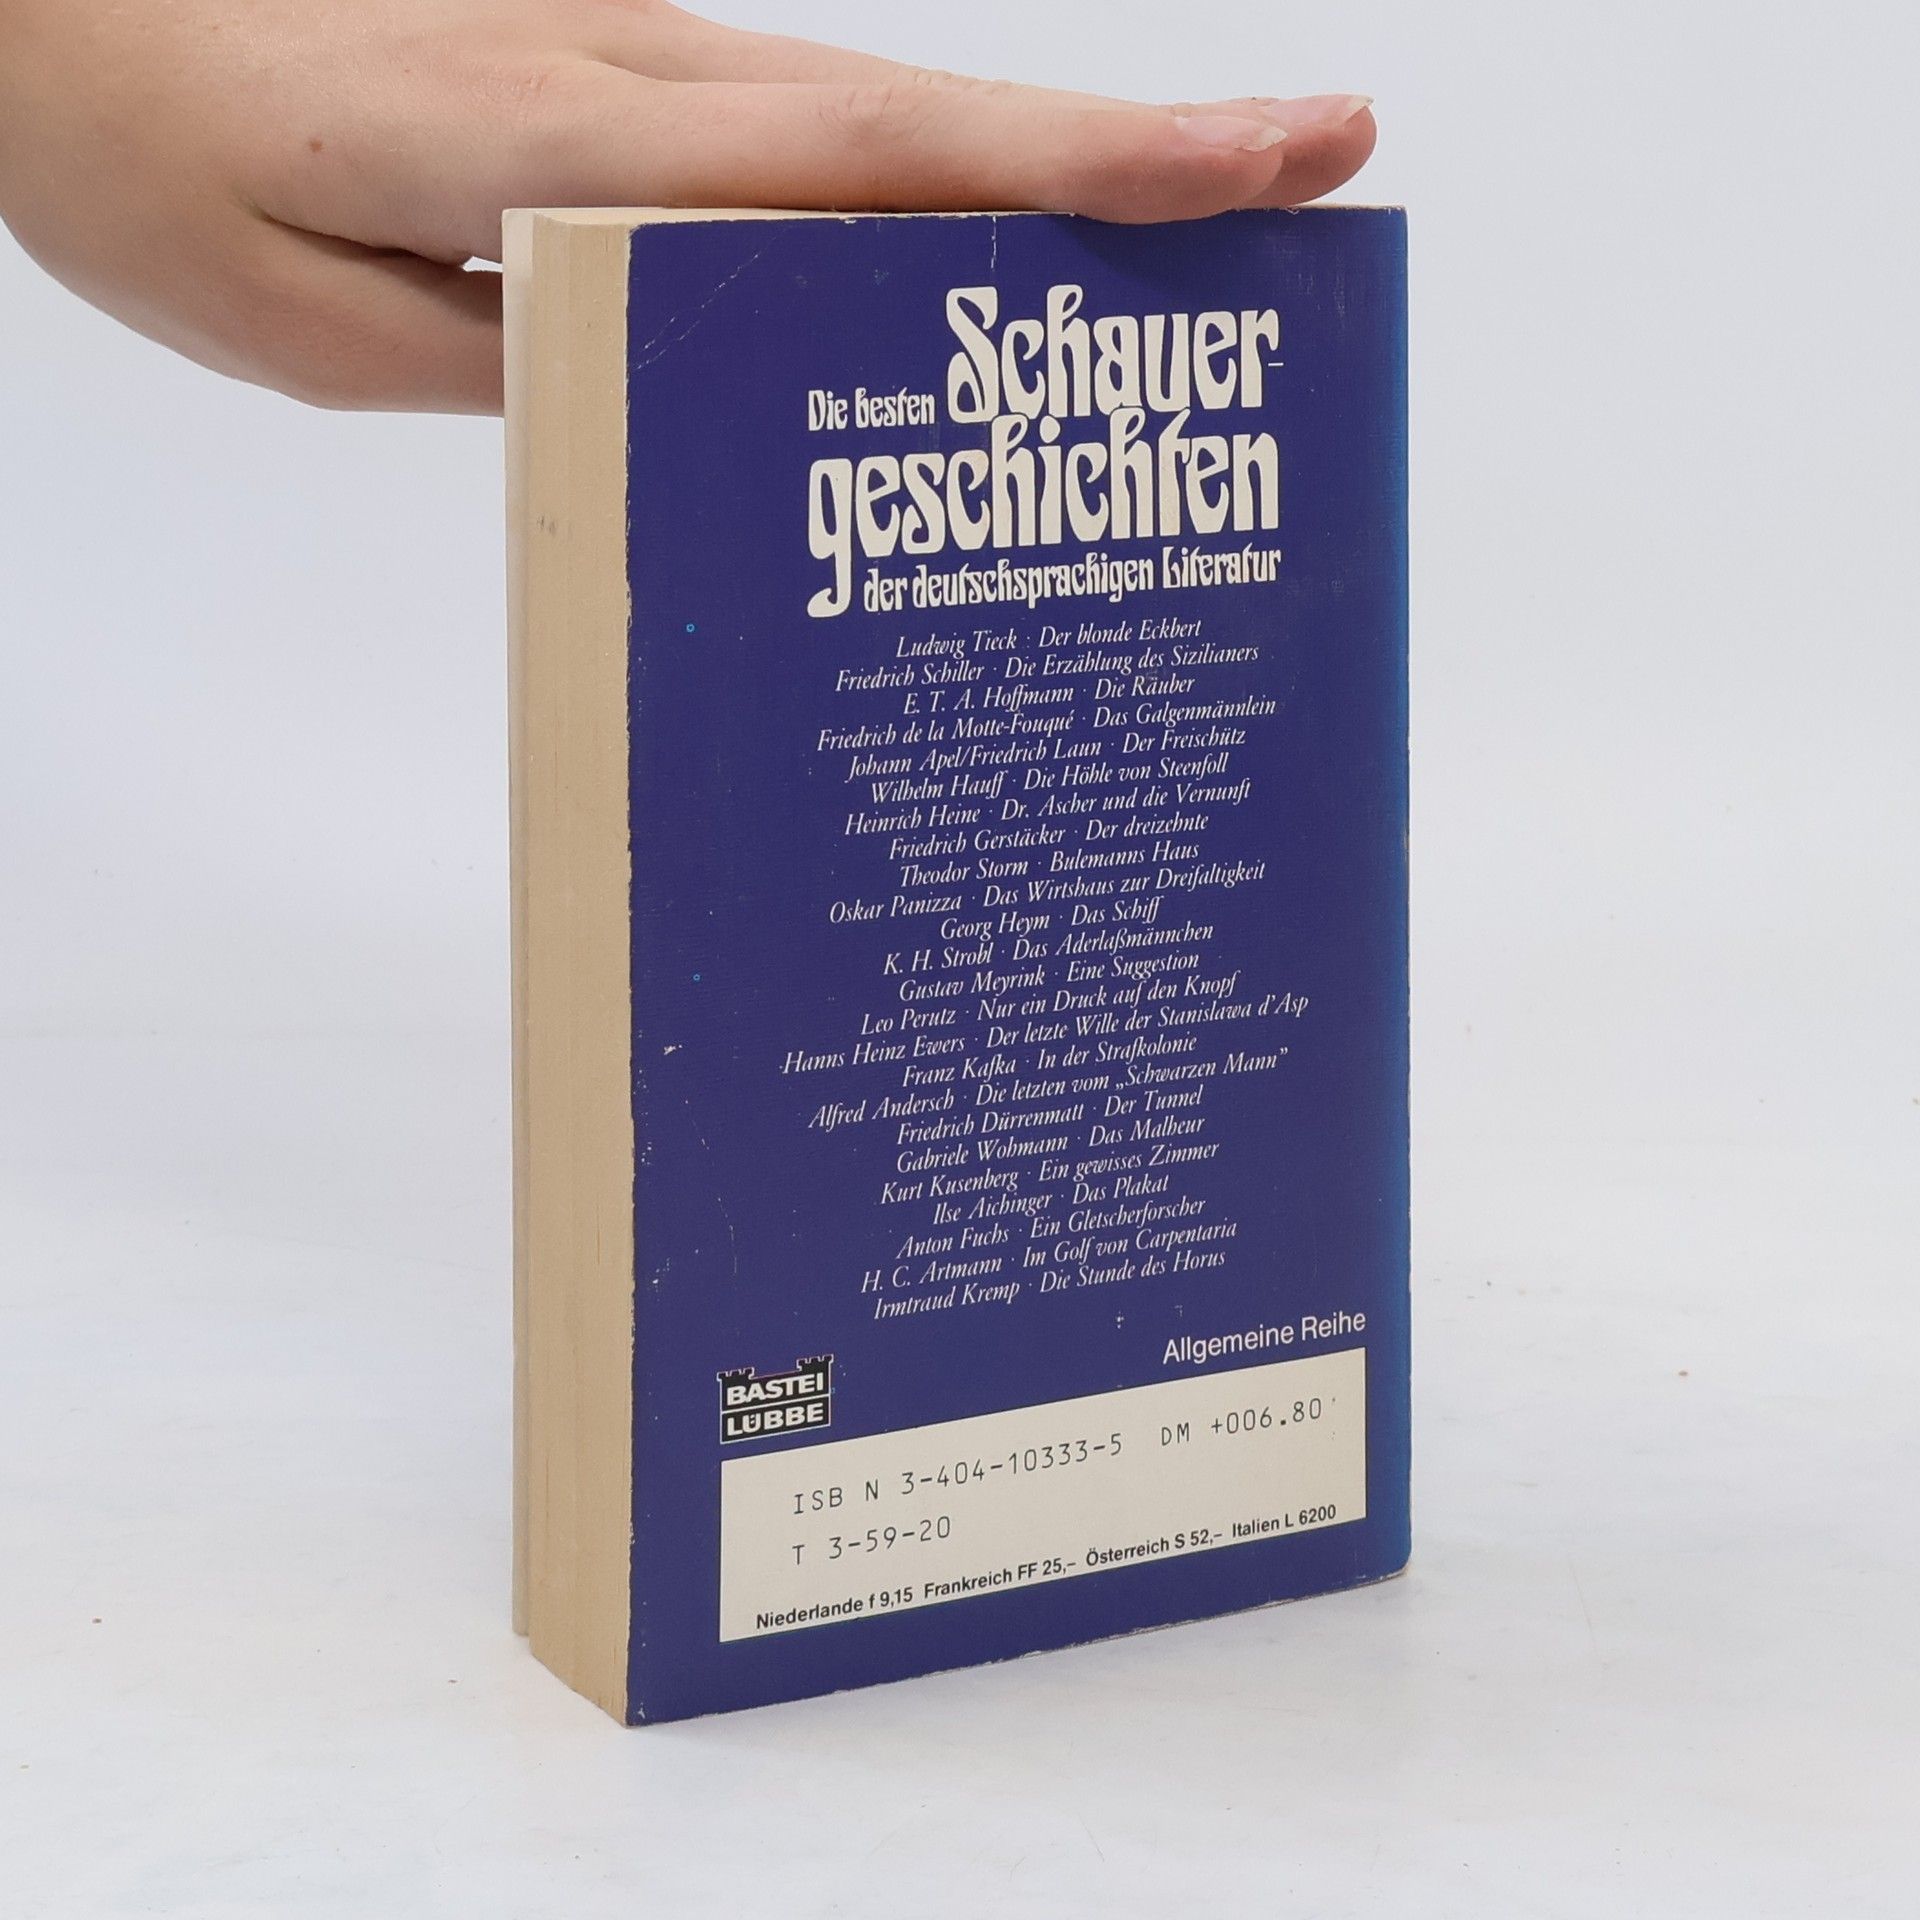 Die besten Schauer-
geschichten
der deutschsprachigen Literatur
Ludwig Tieck · Der blonde Eckbert
Friedrich Schiller · Die Erzählung des Sizilianers
E. T. A. Hoffmann · Die Räuber
Friedrich de la Motte-Fouqué · Das Galgenmännlein
Johann Apel/Friedrich Laun · Der Freischütz
Wilhelm Hauff · Die Höhle von Steenfoll
Heinrich Heine · Dr. Ascher und die Vernunft
Friedrich Gerstäcker · Der dreizehnte
Theodor Storm · Bulemanns Haus
Oskar Panizza · Das Wirtshaus zur Dreifaltigkeit
Georg Heym · Das Schiff
K. H. Strobl · Das Aderlaßmännchen
Gustav Meyrink · Eine Suggestion
Leo Perutz · Nur ein Druck auf den Knopf
Hanns Heinz Ewers · Der letzte Wille der Stanislawa d'Asp
Franz Kafka · In der Strafkolonie
Alfred Andersch · Die letzten vom „Schwarzen Mann”
Friedrich Dürrenmatt · Der Tunnel
Gabriele Wohmann · Das Malheur
Kurt Kusenberg · Ein gewisses Zimmer
Ilse Aichinger · Das Plakat
Anton Fuchs · Ein Gletscherforscher
H. C. Artmann · Im Golf von Carpentaria
Irmtraud Kremp · Die Stunde des Horus
Allgemeine Reihe
BASTEI
LÜBBE
ISB N 3-404-10333-5 DM +006.80
T 3-59-20
Niederlande f 9,15 Frankreich FF 25,– Österreich S 52,– Italien L 6200